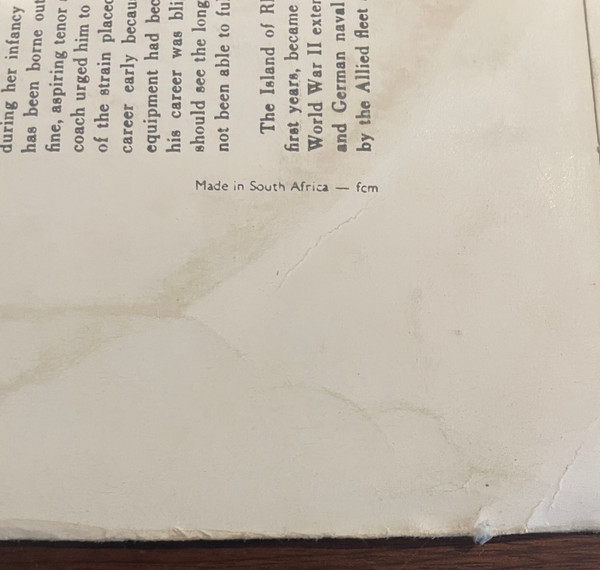 during her infancy
has been borne out
fine, aspiring tenor
coach urged him to
of the strain placed
career early becau
equipment had bec
his career was bli
should see the long
not been able to ful
The Island of
first years, became
World War II exter
and German naval
by the Allied fleet
Made in South Africa — fcm